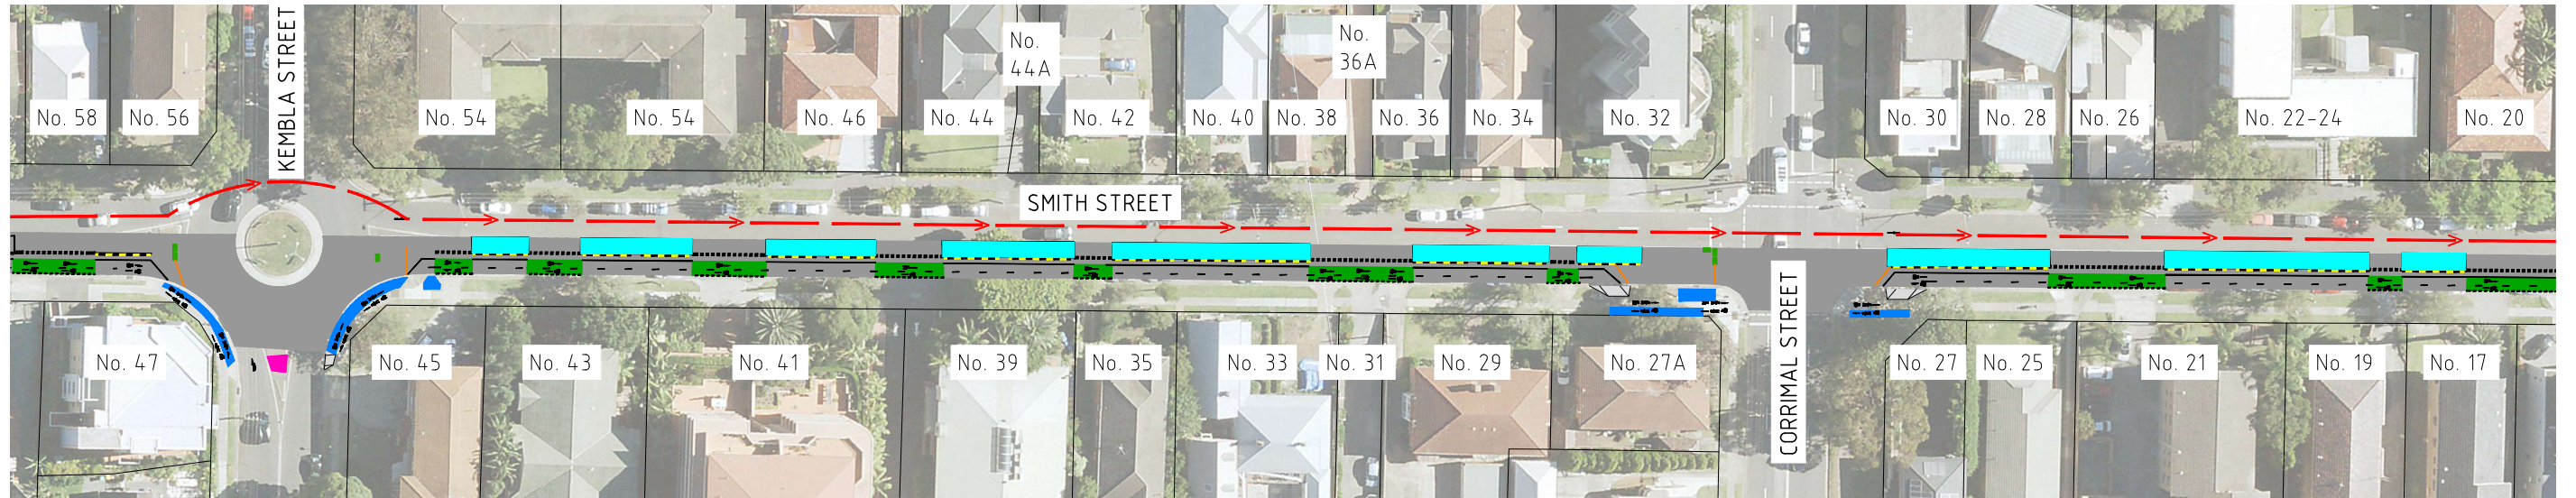 KEMBLA STREET
No. 58
No. 56
No. 54
No. 54
No. 46
No. 44
No.
44A
No. 42
No. 40
No. 38
No.
36A
No. 36
No. 34
No. 32
No. 30
No. 28
No. 26
No. 22-24
No. 20
SMITH STREET
CORRIMAL STREET
No. 47
No. 45
No. 43
No. 41
No. 39
No. 35
No. 33
No. 31
No. 29
No. 27A
No. 27
No. 25
No. 21
No. 19
No. 17